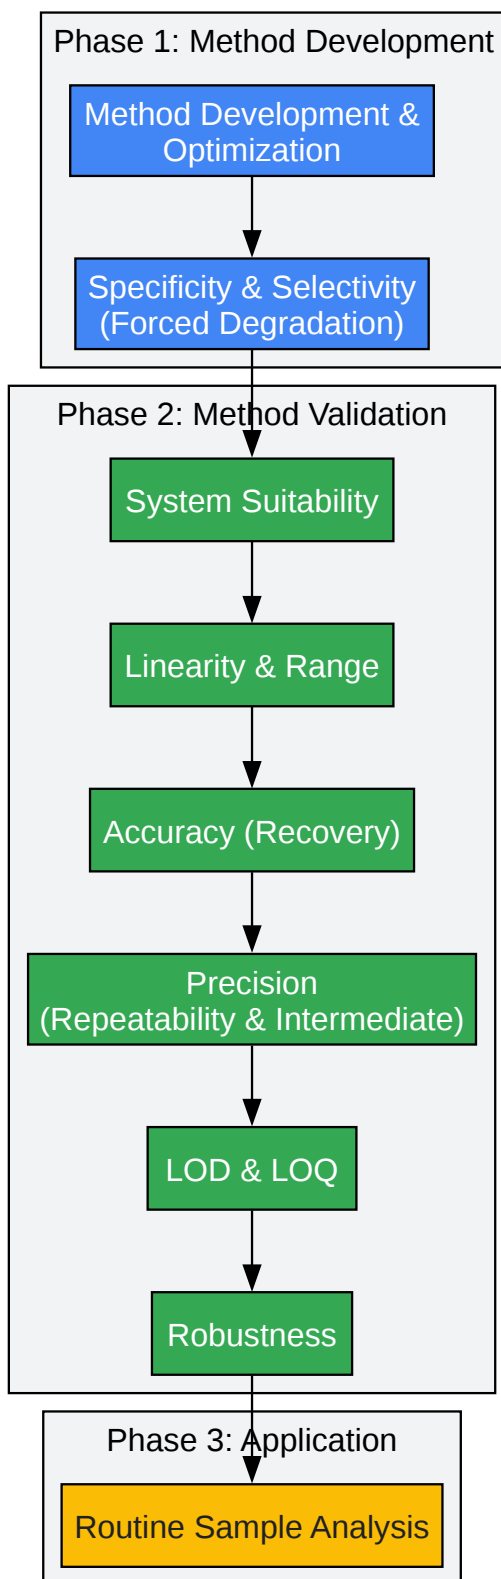 Phase 1: Method Development
Method Development &
Optimization
Specificity & Selectivity
(Forced Degradation)
Phase 2: Method Validation
System Suitability
Linearity & Range
Accuracy (Recovery)
Precision
(Repeatability & Intermediate)
LOD & LOQ
Robustness
Phase 3: Application
Routine Sample Analysis